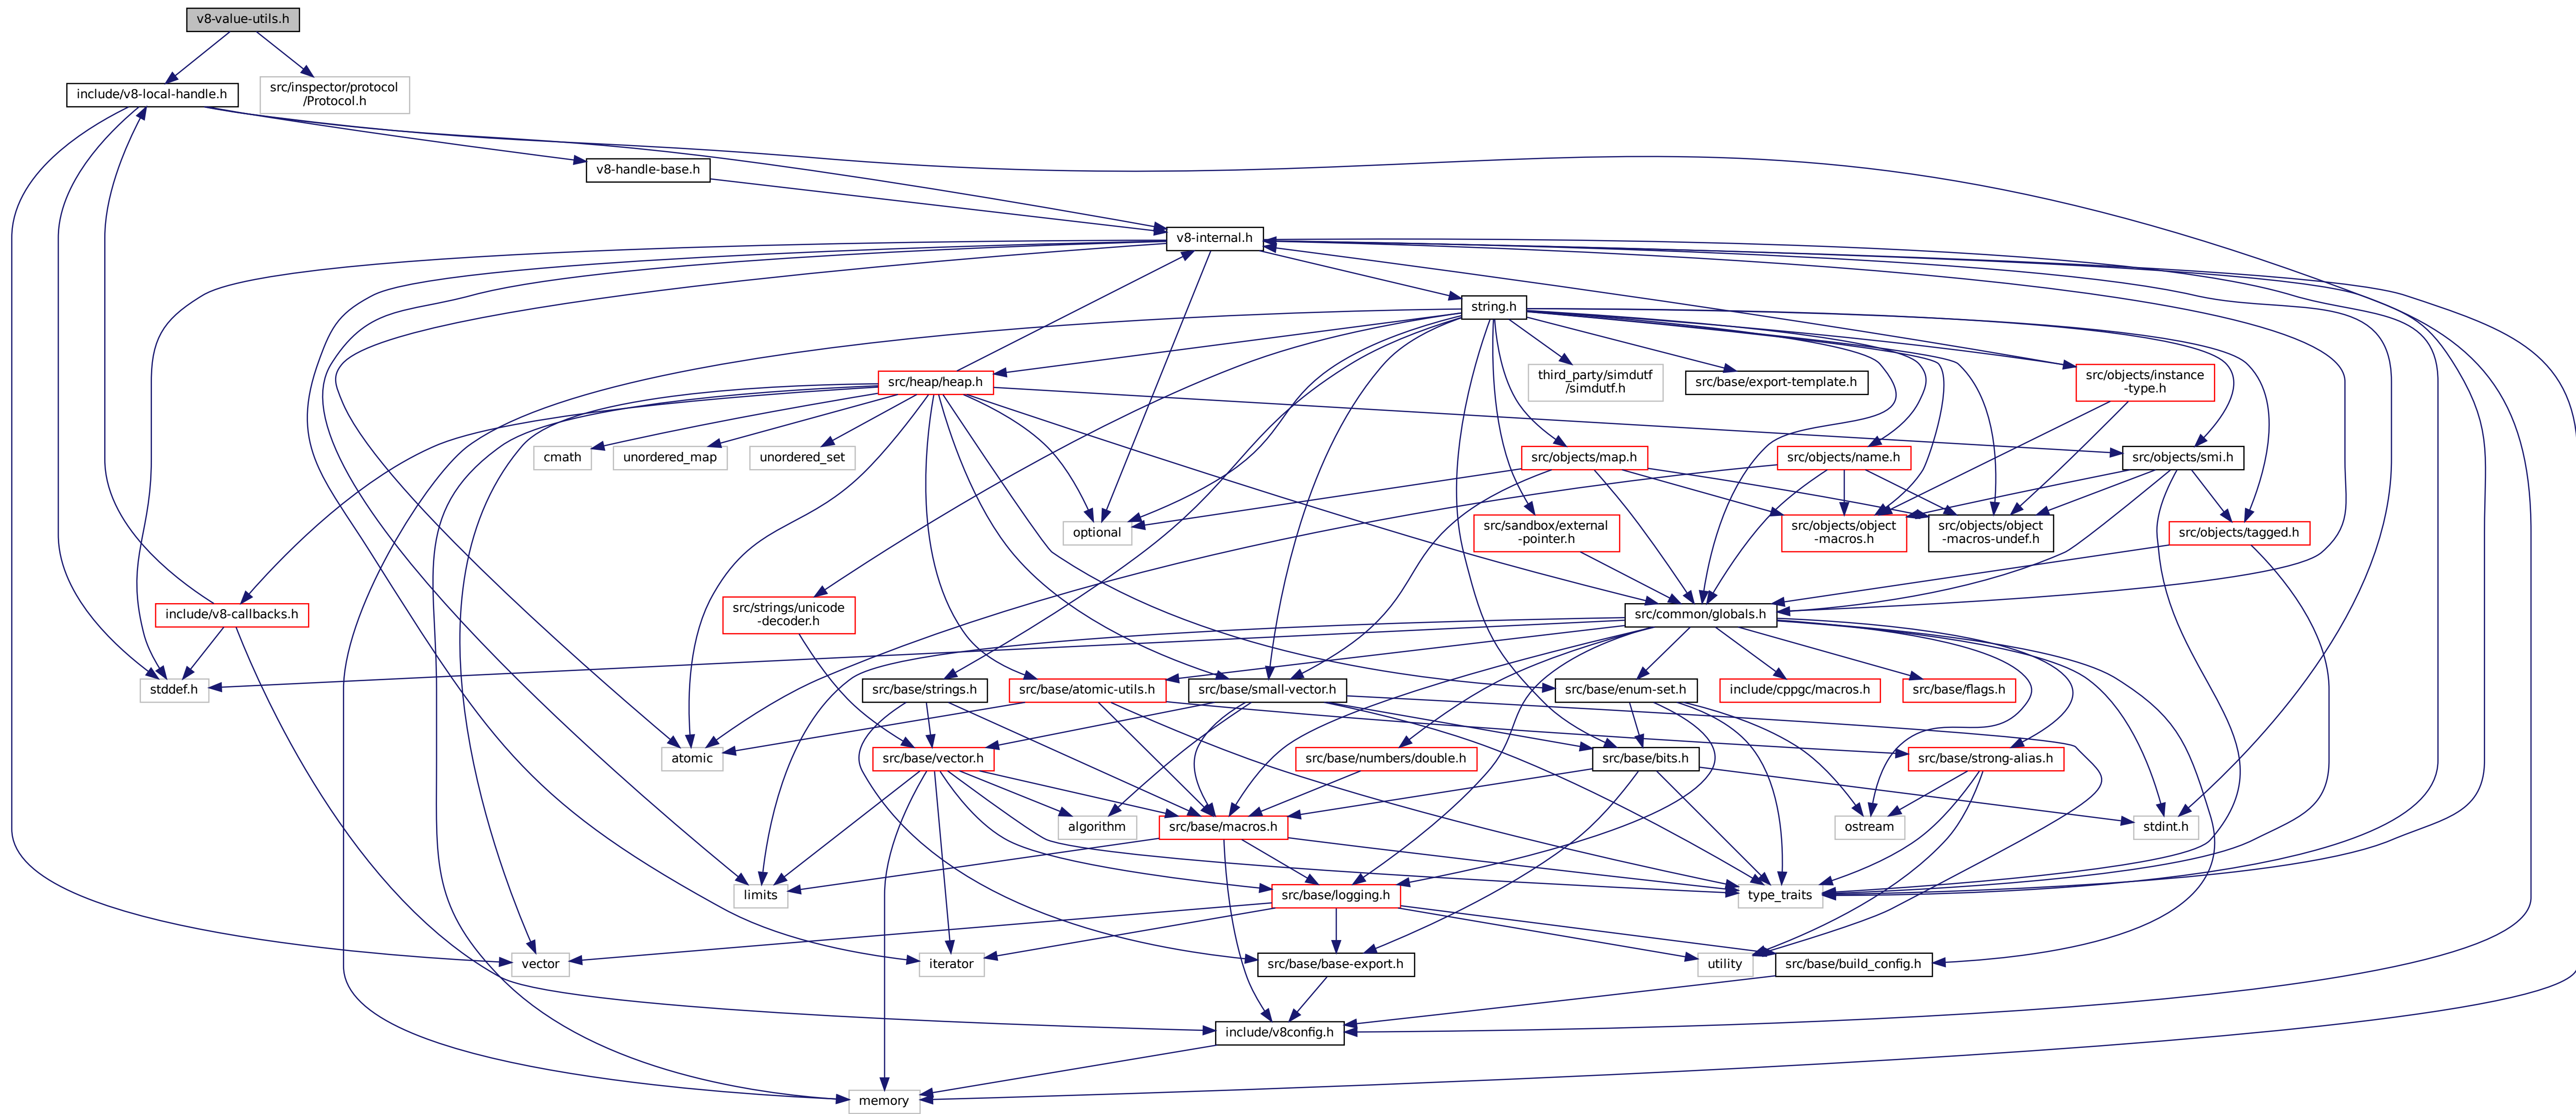 v8-value-utils.h
include/v8-local-handle.h
src/inspector/protocol
/Protocol.h
v8-handle-base.h
v8-internal.h
string.h
src/heap/heap.h
third_party/simdutf
/simdutf.h
src/base/export-template.h
src/objects/instance
-type.h
cmath
unordered_map
unordered_set
src/objects/map.h
src/objects/name.h
src/objects/smi.h
optional
src/sandbox/external
-pointer.h
src/objects/object
-macros.h
src/objects/object
-macros-undef.h
src/objects/tagged.h
include/v8-callbacks.h
src/strings/unicode
-decoder.h
src/common/globals.h
stddef.h
src/base/strings.h
src/base/atomic-utils.h
src/base/small-vector.h
src/base/enum-set.h
include/cppgc/macros.h
src/base/flags.h
atomic
src/base/vector.h
src/base/numbers/double.h
src/base/bits.h
src/base/strong-alias.h
algorithm
src/base/macros.h
ostream
stdint.h
limits
src/base/logging.h
type_traits
vector
iterator
src/base/base-export.h
utility
src/base/build_config.h
include/v8config.h
memory